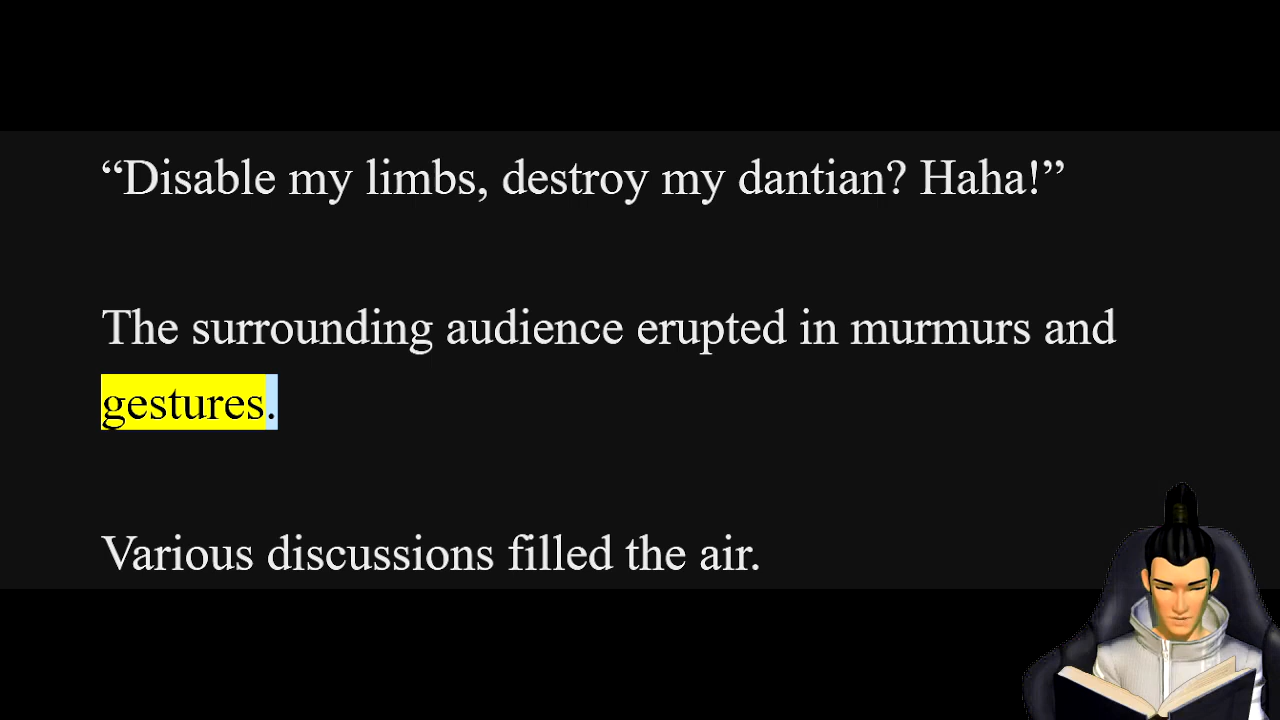 “Disable my limbs, destroy my dantian? Haha!”
The surrounding audience erupted in murmurs and
gestures.
Various discussions filled the air.